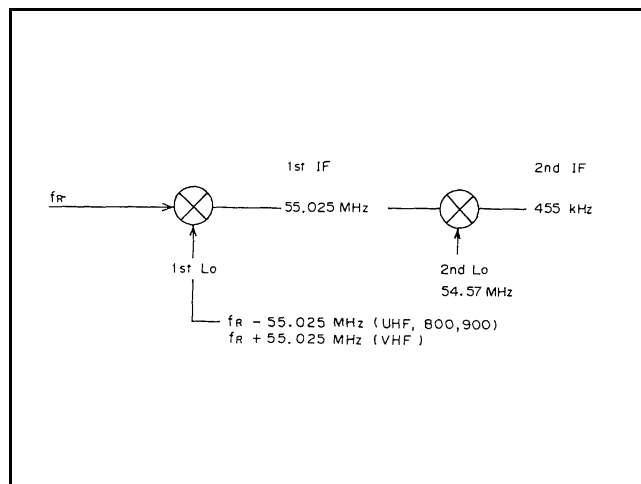 1st IF
2nd IF
fR
55.025 MHz
455 kHz
1st Lo
2nd Lo
54.57 MHz
fR - 55.025 MHz (UHF, 800,900)
fR + 55.025 MHz (VHF)